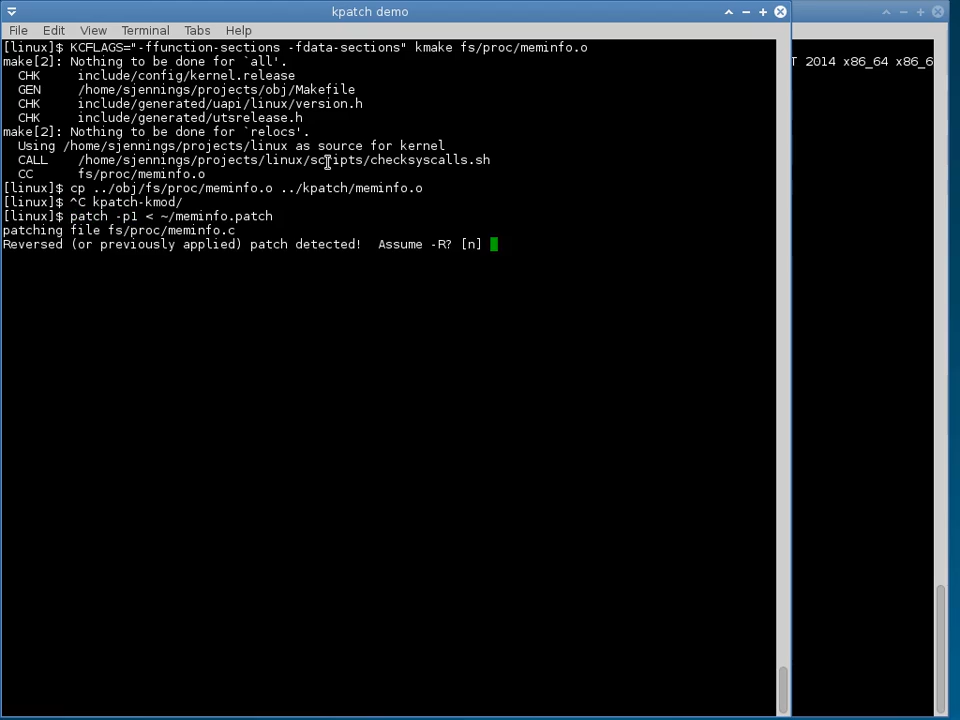 kpatch demo
File Edit View Terminal Tabs Help
[linux]$ KCFLAGS="-ffunction-sections -fdata-sections" kmake fs/proc/meminfo.o
make[2]: Nothing to be done for `all'.
  CHK     include/config/kernel.release
  GEN     /home/sjennings/projects/obj/Makefile
  CHK     include/generated/uapi/linux/version.h
  CHK     include/generated/utsrelease.h
make[2]: Nothing to be done for `relocs'.
  Using /home/sjennings/projects/linux as source for kernel
  CALL    /home/sjennings/projects/linux/scripts/checksyscalls.sh
  CC      fs/proc/meminfo.o
[linux]$ cp ../obj/fs/proc/meminfo.o ../kpatch/meminfo.o
[linux]$ ^C kpatch-kmod/
[linux]$ patch -p1 < ~/meminfo.patch
patching file fs/proc/meminfo.c
Reversed (or previously applied) patch detected!  Assume -R? [n]
T 2014 x86_64 x86_6